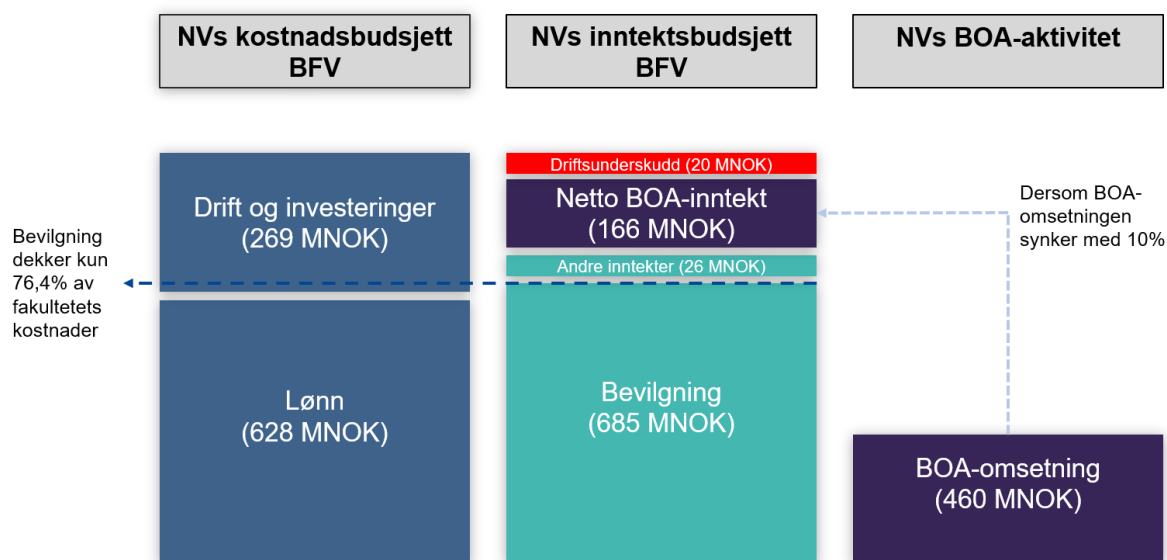 NVs kostnadsbudsjett
BFV
NVs inntektsbudsjett
BFV
NVs BOA-aktivitet
Drift og investeringer
(269 MNOK)
Lønn
(628 MNOK)
Driftsunderskudd (20 MNOK)
Netto BOA-inntekt
(166 MNOK)
Andre inntekter (26 MNOK)
Bevilgning
(685 MNOK)
Dersom BOA-
omsetningen
synker med 10%
BOA-omsetning
(460 MNOK)
Bevilgning
dekker kun
76,4% av
fakultetets
kostnader